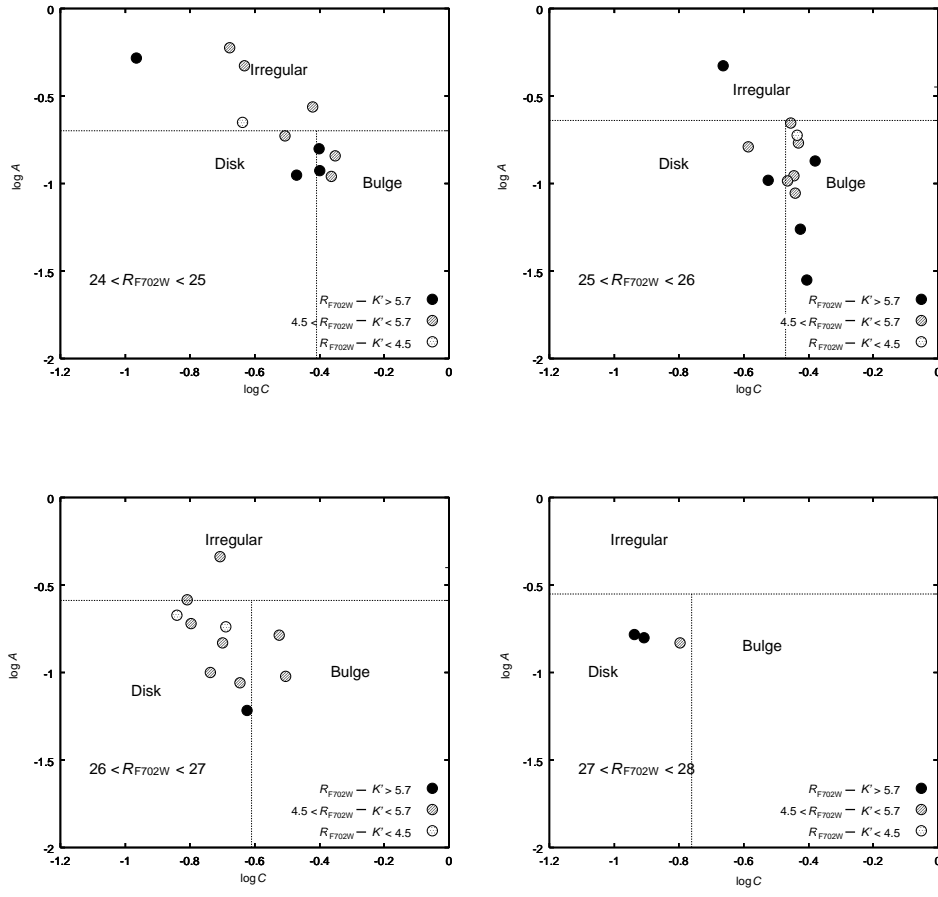 0
-0.5
-1
-1.5
-2
-1.2 -1 -0.8 -0.6 -0.4 -0.2 0
log A
log C
Irregular
Disk
Bulge
24 < RF702W < 25
RF702W — K' > 5.7
4.5 < RF702W — K' < 5.7
RF702W — K' < 4.5
0
-0.5
-1
-1.5
-2
-1.2 -1 -0.8 -0.6 -0.4 -0.2 0
log A
log C
Irregular
Disk
Bulge
25 < RF702W < 26
RF702W — K' > 5.7
4.5 < RF702W — K' < 5.7
RF702W — K' < 4.5
0
-0.5
-1
-1.5
-2
-1.2 -1 -0.8 -0.6 -0.4 -0.2 0
log A
log C
Irregular
Bulge
Disk
26 < RF702W < 27
RF702W — K' > 5.7
4.5 < RF702W — K' < 5.7
RF702W — K' < 4.5
0
-0.5
-1
-1.5
-2
-1.2 -1 -0.8 -0.6 -0.4 -0.2 0
log A
log C
Irregular
Bulge
Disk
27 < RF702W < 28
RF702W — K' > 5.7
4.5 < RF702W — K' < 5.7
RF702W — K' < 4.5